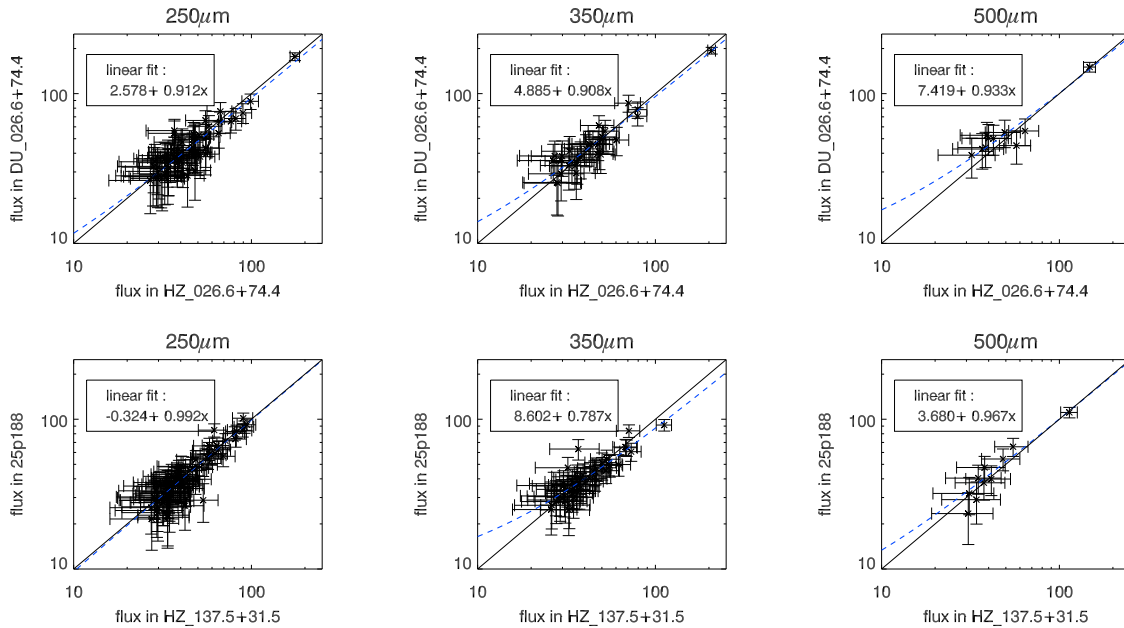 250μm
350μm
500μm
linear fit :
2.578+ 0.912x
linear fit :
4.885+ 0.908x
linear fit :
7.419+ 0.933x
flux in DU_026.6+74.4
100
10
10
100
flux in HZ_026.6+74.4
flux in DU_026.6+74.4
100
10
10
100
flux in HZ_026.6+74.4
flux in DU_026.6+74.4
100
10
10
100
flux in HZ_026.6+74.4
250μm
350μm
500μm
linear fit :
-0.324+ 0.992x
linear fit :
8.602+ 0.787x
linear fit :
3.680+ 0.967x
flux in 25p188
100
10
10
100
flux in HZ_137.5+31.5
flux in 25p188
100
10
10
100
flux in HZ_137.5+31.5
flux in 25p188
100
10
10
100
flux in HZ_137.5+31.5